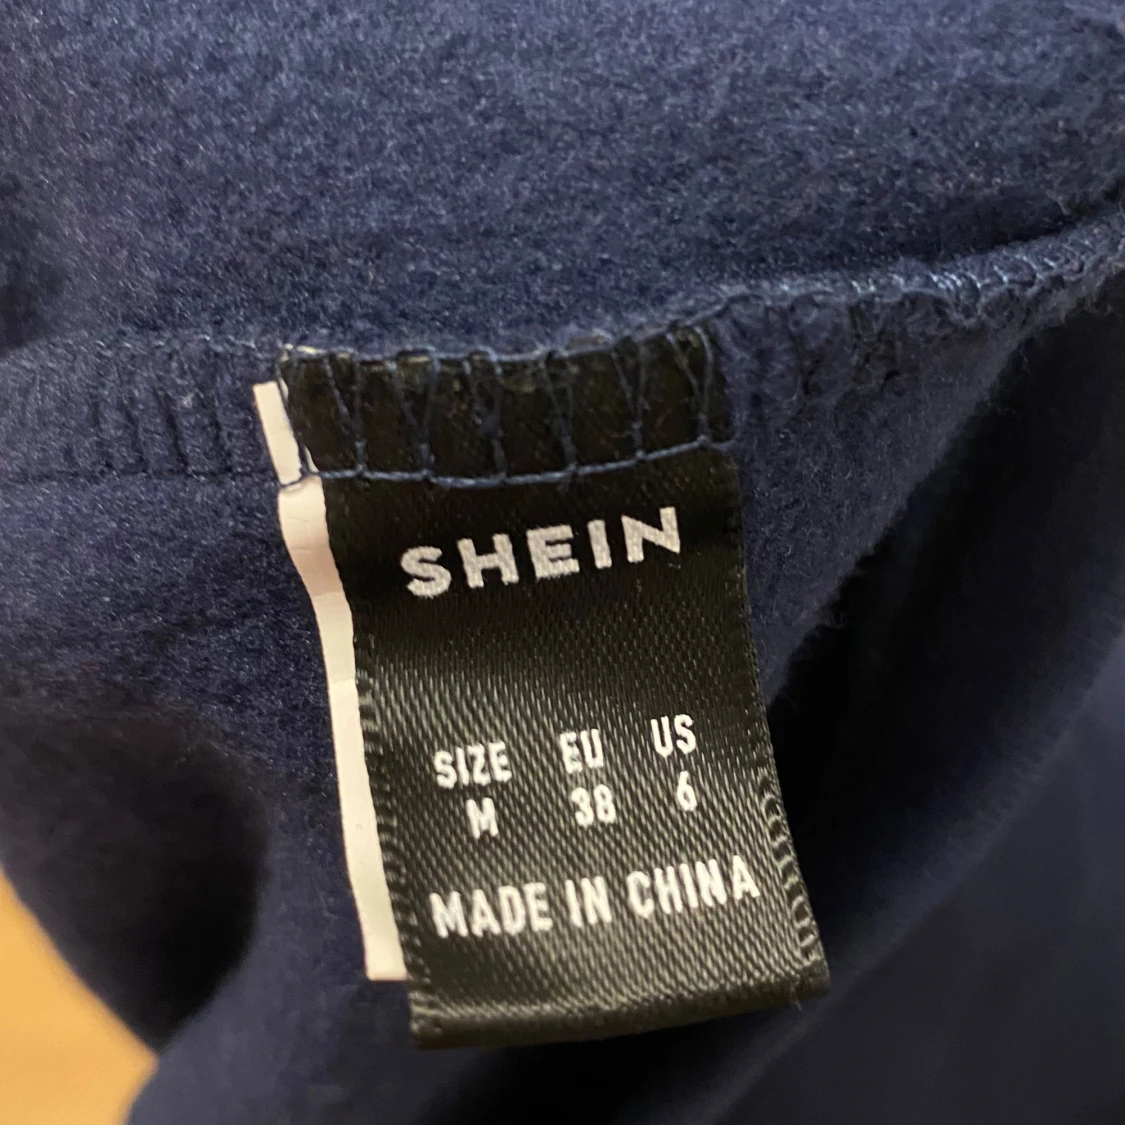 SHEIN
SIZE EU US
M 38 6
MADE IN CHINA